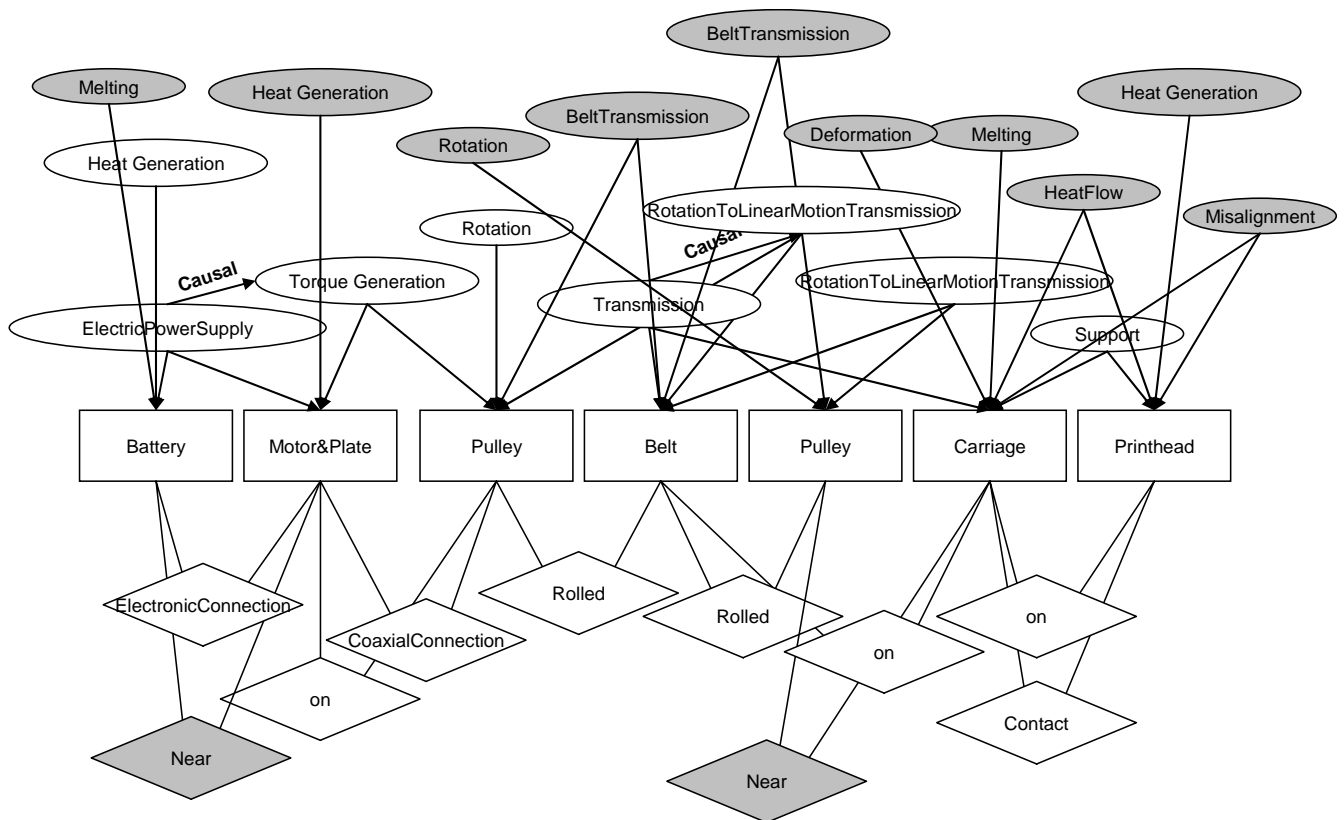 BeltTransmission
Melting
Heat Generation
Heat Generation
BeltTransmission
Rotation
Deformation
Melting
Heat Generation
HeatFlow
RotationToLinearMotionTransmission
Misalignment
Rotation
Causal
Causal
Torque Generation
RotationToLinearMotionTransmission
Transmission
ElectricPowerSupply
Support
Battery
Motor&Plate
Pulley
Belt
Pulley
Carriage
Printhead
ElectronicConnection
Rolled
Rolled
on
CoaxialConnection
on
on
Contact
Near
Near